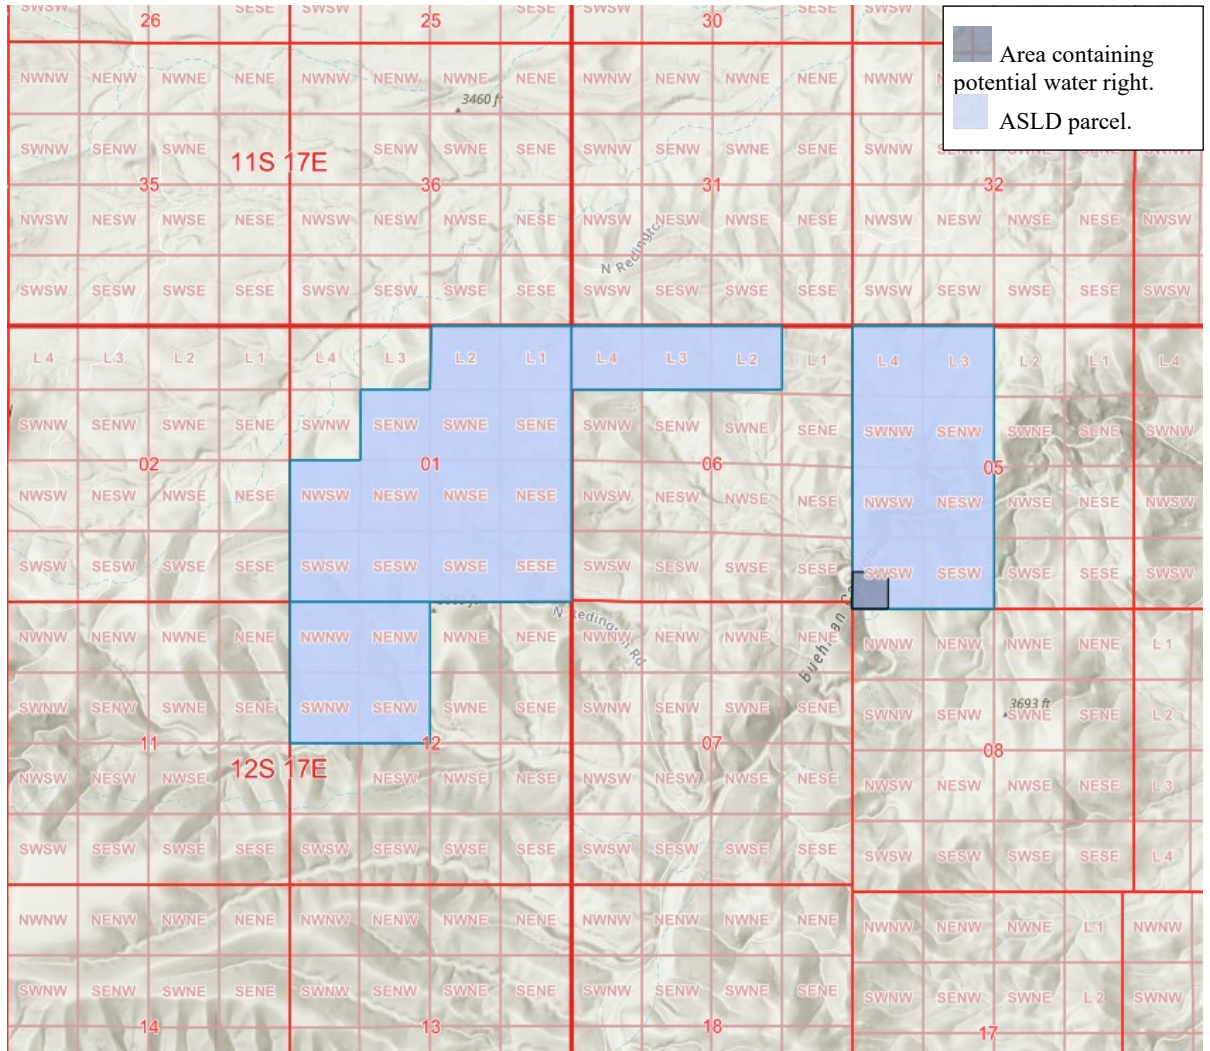 SWSW 26 SESE SWSW 25 SESE SWSW 30 SESE SWSW
Area containing
potential water right.
ASLD parcel.
NWNW NENW NWNE NENE NWNW NENW NWNE NENE NWNW NENW NWNE NENE NWNW
3460 ft
SWNW SENW SWNE SENW SWNE SENE SWNW SENW SWNE SENE SWNW SENW SWNE SENE
11S 17E
35 36 31 32
NWSW NESW NWSE NESE NWSW NESW NWSE NESE NWSW NESW NWSE NESE NWSW NESW NWSE NESE NWSW
N Redington
SWSW SESW SWSE SESE SWSW SESW SWSE SESE SWSW SESW SWSE SESE SWSW SESW SWSE SESE SWSW
L 4 L 3 L 2 L 1 L 4 L 3 L 2 L 1 L 4 L 3 L 2 L 1 L 4 L 3 L 2 L 1 L 4
SWNW SENW SWNE SENE SWNW SENW SWNE SENE SWNW SENW SWNE SENE SWNW SENW SWNE SENE SWNW
02 01 06 05
NWSW NESW NWSE NESE NWSW NESW NWSE NESE NWSW NESW NWSE NESE NWSW NESW NWSE NESE NWSW
SWSW SESW SWSE SESE SWSW SESW SWSE SESE SWSW SESW SWSE SESE SWSW SESW SWSE SESE SWSW
N Redington Rd
NWNW NENW NWNE NENE NWNW NENW NWNE NENE NWNW NENW NWNE NENE NWNW NENW NWNE NENE L 1
3693 ft
SWNW SENW SWNE SENE SWNW SENW SWNE SENE SWNW SENW SWNE SENE SWNW SENW SWNE SENE L 2
11 12 07 08
12S 17E
NWSW NESW NWSE NESE NESW NWSE NESE NWSW NESW NWSE NESE NWSW NESW NWSE NESE L 3
SWSW SESW SWSE SESE SWSW SESW SWSE SESE SWSW SESW SWSE SESE SWSW SESW SWSE SESE L 4
NWNW NENW NWNE NENE NWNW NENW NWNE NENE NWNW NENW NWNE NENE NWNW NENW NWNE L 1 NWNW
SWNW SENW SWNE SENE SWNW SENW SWNE SENE SWNW SENW SWNE SENE SWNW SENW SWNE L 2 SWNW
14 13 18 17